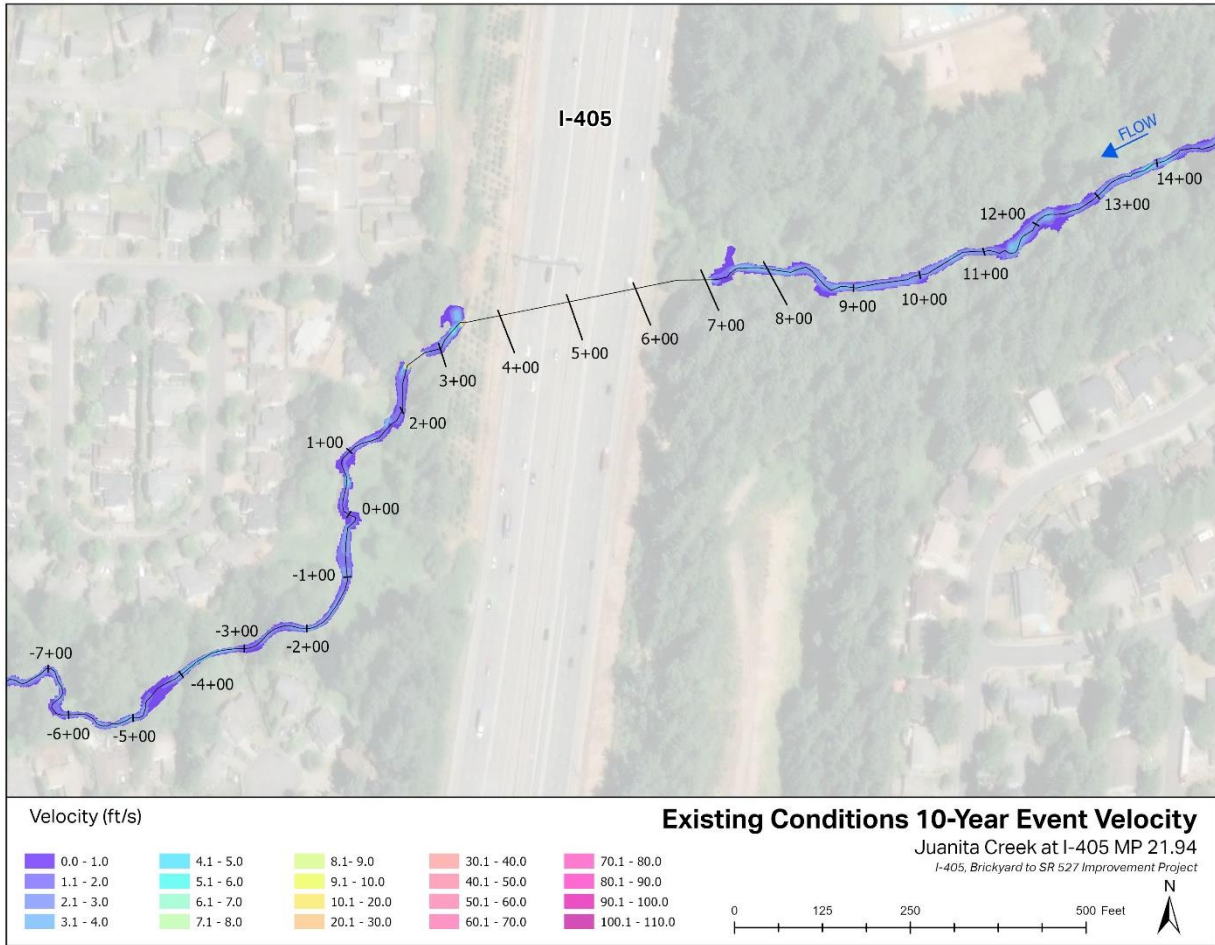 I-405
FLOW
14+00
13+00
12+00
11+00
10+00
9+00
8+00
7+00
6+00
5+00
4+00
3+00
2+00
1+00
0+00
-1+00
-2+00
-3+00
-4+00
-5+00
-6+00
-7+00
Velocity (ft/s)
0.0 - 1.0
1.1 - 2.0
2.1 - 3.0
3.1 - 4.0
4.1 - 5.0
5.1 - 6.0
6.1 - 7.0
7.1 - 8.0
8.1- 9.0
9.1 - 10.0
10.1 - 20.0
20.1 - 30.0
30.1 - 40.0
40.1 - 50.0
50.1 - 60.0
60.1 - 70.0
70.1 - 80.0
80.1 - 90.0
90.1 - 100.0
100.1 - 110.0
Existing Conditions 10-Year Event Velocity
Juanita Creek at I-405 MP 21.94
I-405, Brickyard to SR 527 Improvement Project
N
0 125 250 500 Feet